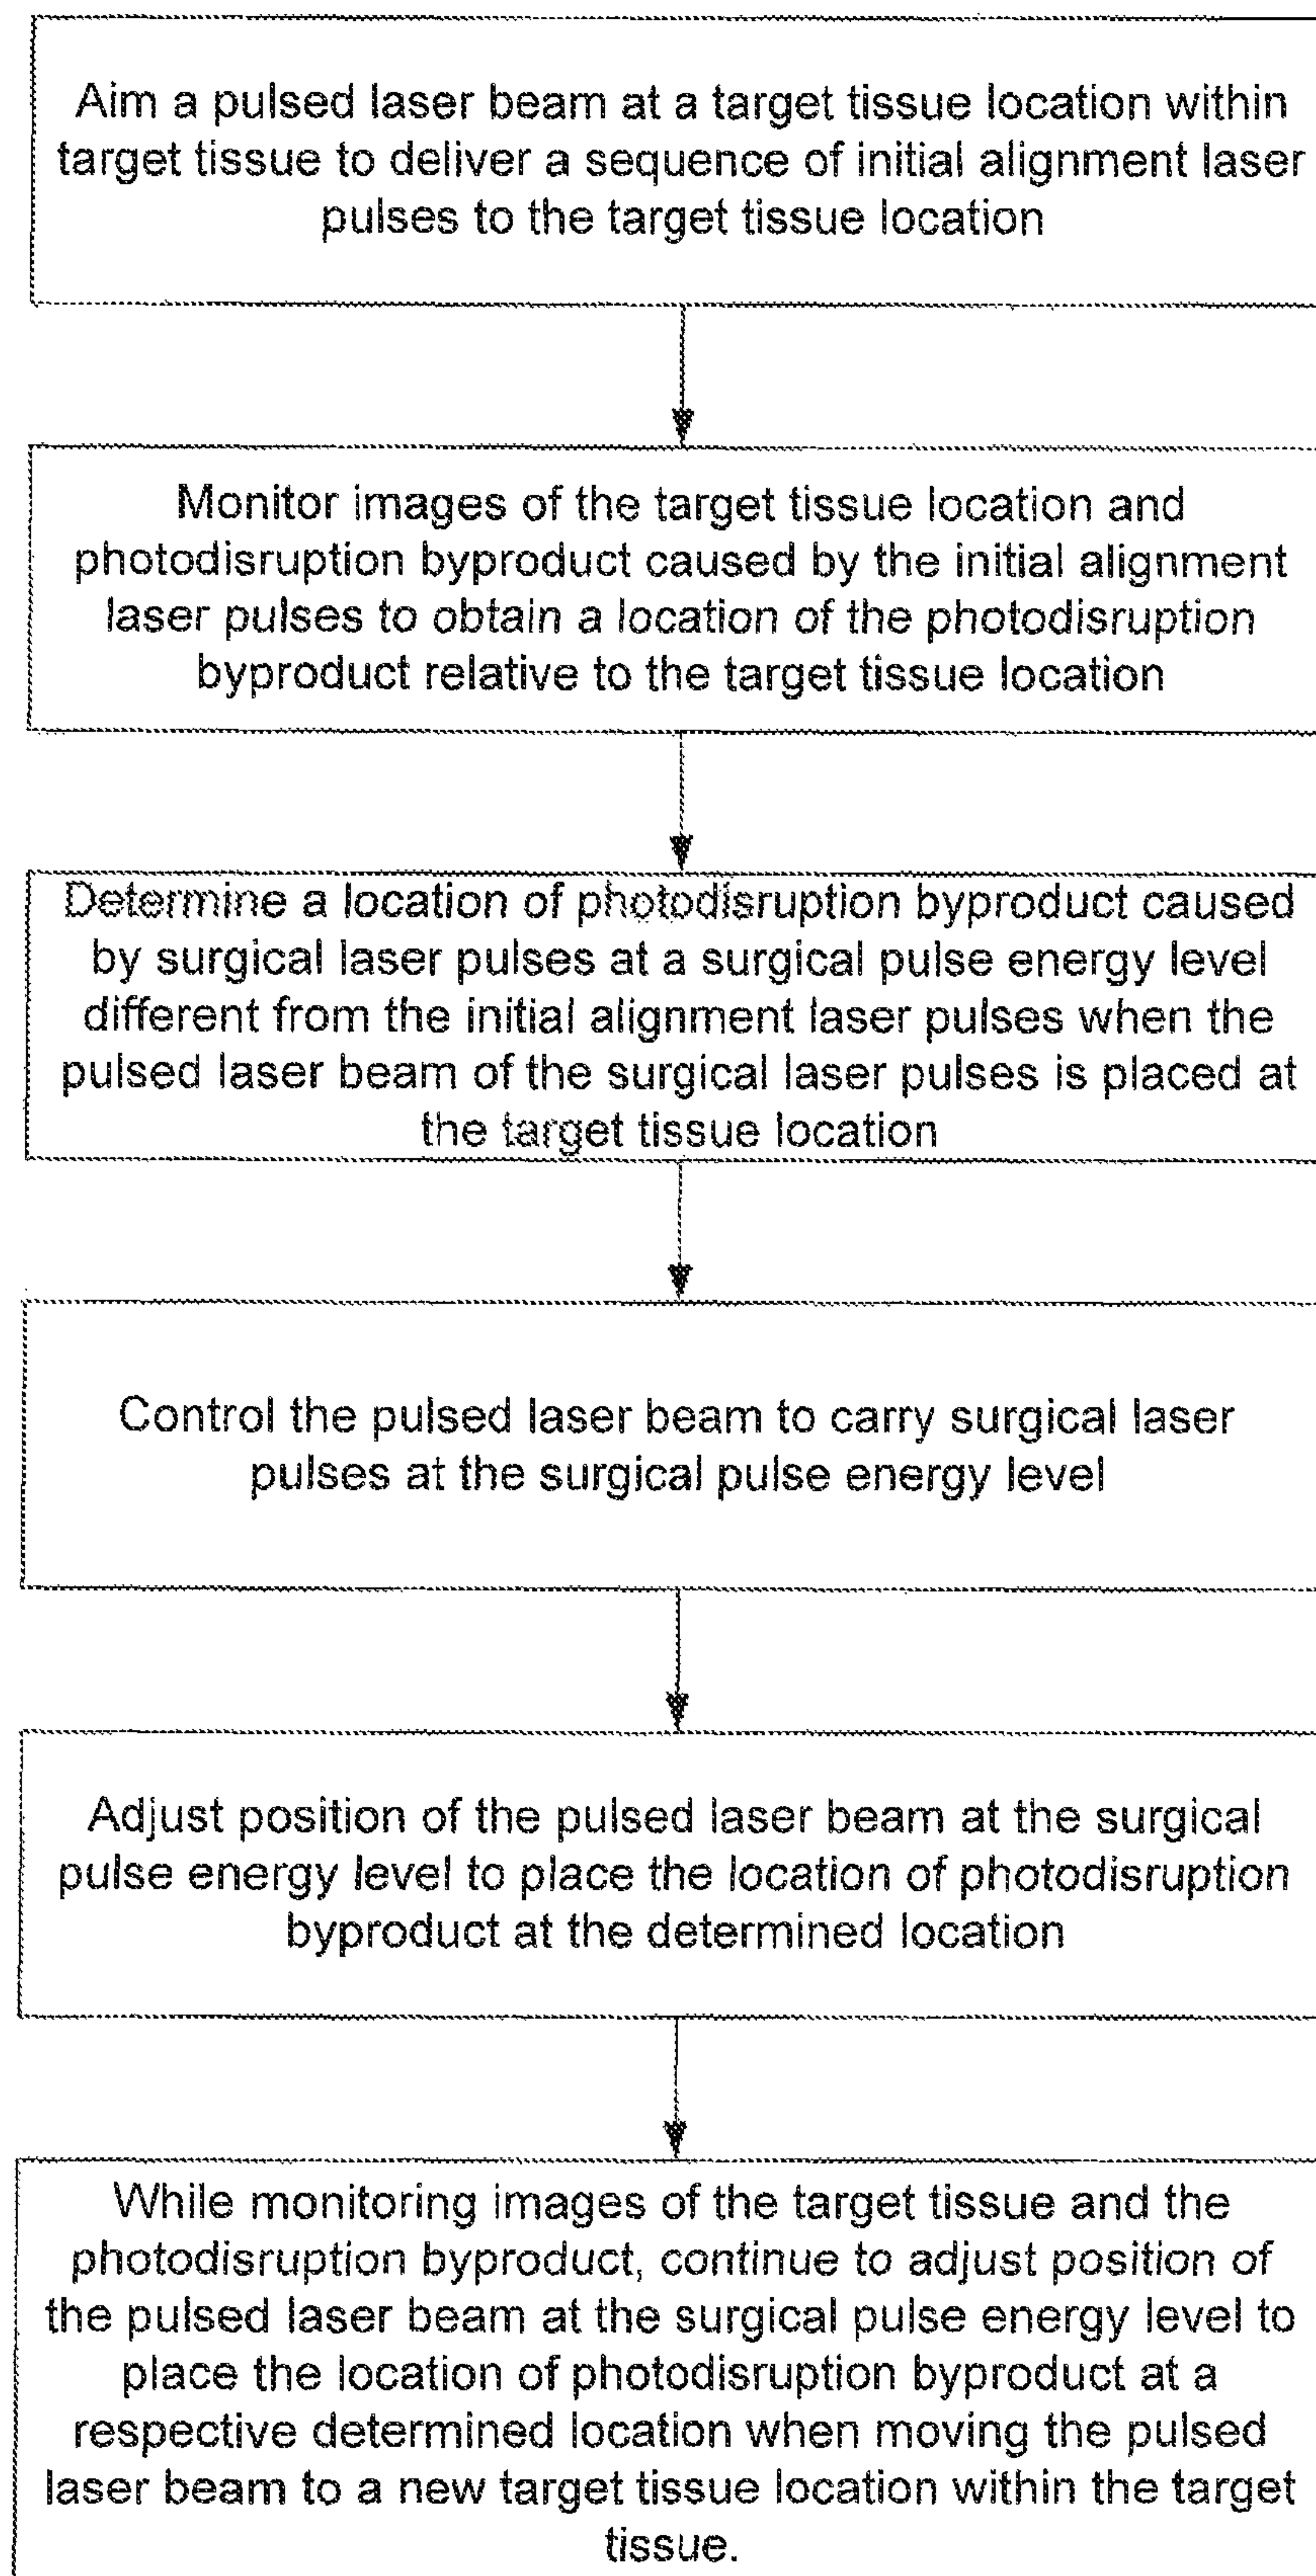 Aim a pulsed laser beam at a target tissue location within
target tissue to deliver a sequence of initial alignment laser
pulses to the target tissue location
Monitor images of the target tissue location and
photodisruption byproduct caused by the initial alignment
laser pulses to obtain a location of the photodisruption
byproduct relative to the target tissue location
Determine a location of photodisruption byproduct caused
by surgical laser pulses at a surgical pulse energy level
different from the initial alignment laser pulses when the
pulsed laser beam of the surgical laser pulses is placed at
the target tissue location
Control the pulsed laser beam to carry surgical laser
pulses at the surgical pulse energy level
Adjust position of the pulsed laser beam at the surgical
pulse energy level to place the location of photodisruption
byproduct at the determined location
While monitoring images of the target tissue and the
photodisruption byproduct, continue to adjust position of
the pulsed laser beam at the surgical pulse energy level to
place the location of photodisruption byproduct at a
respective determined location when moving the pulsed
laser beam to a new target tissue location within the target
tissue.